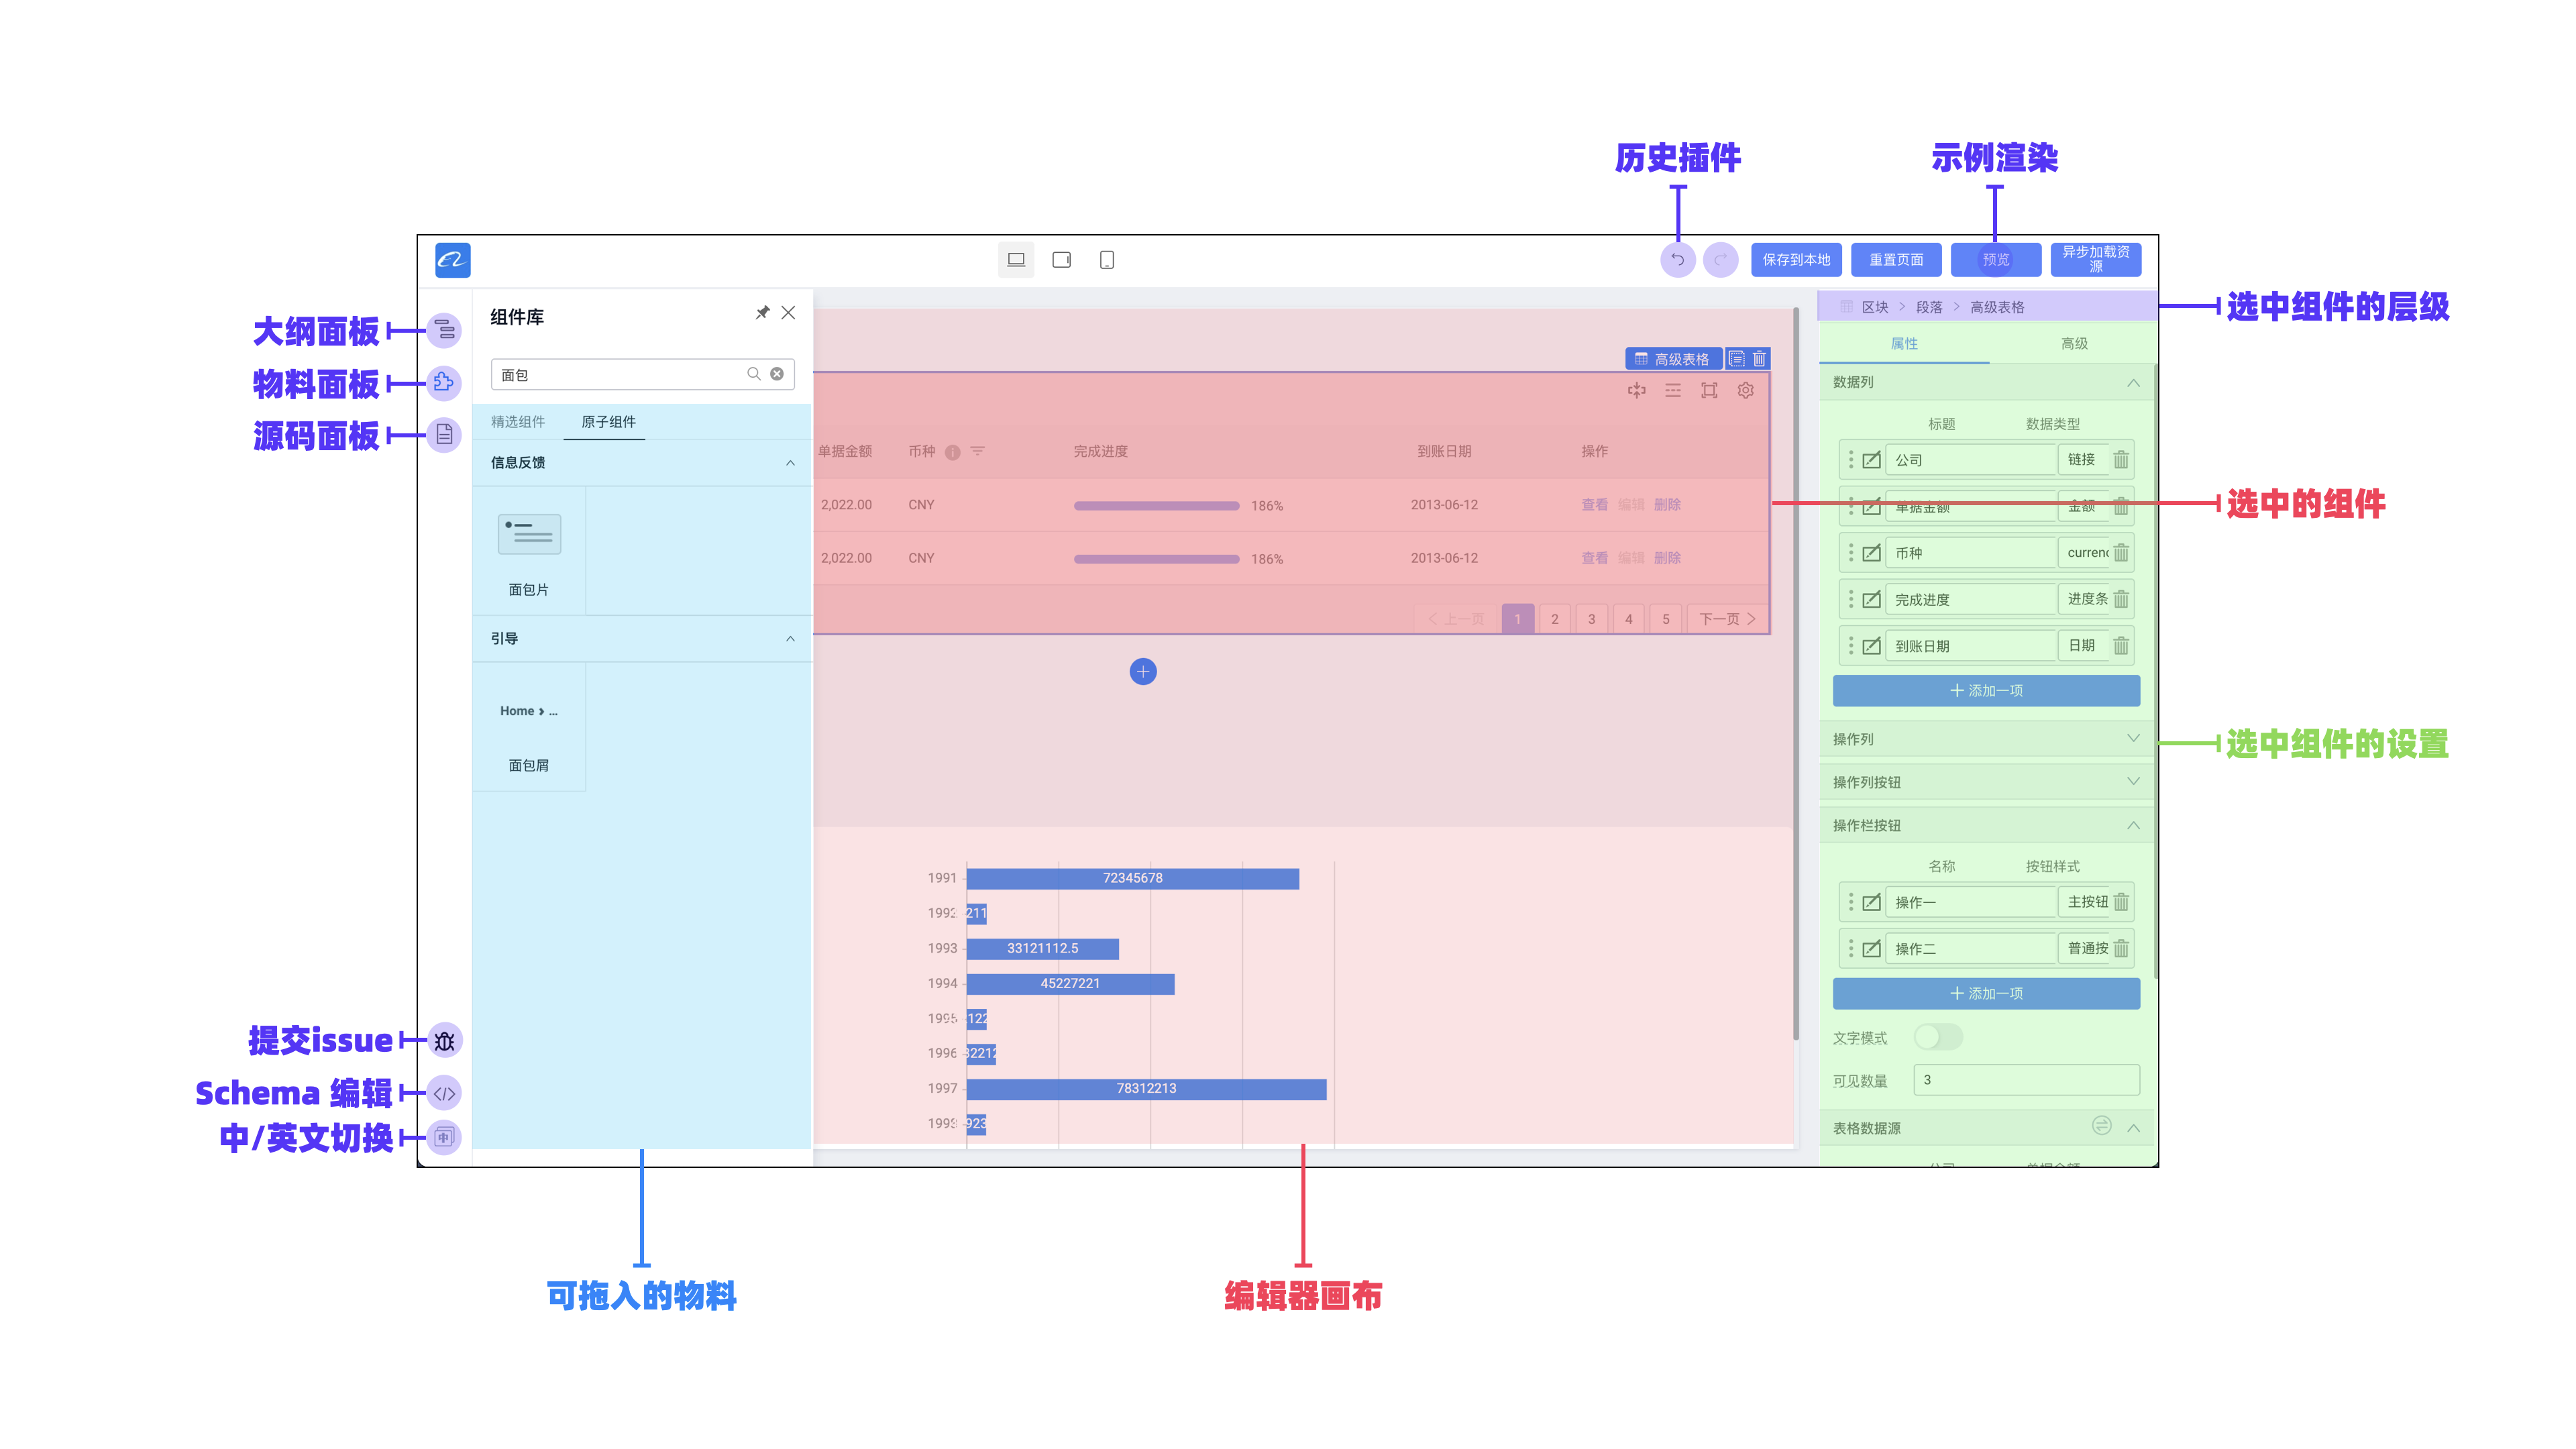 历史插件
示例渲染
保存到本地
重置页面
预览
异步加载资源
大纲面板
物料面板
源码面板
提交issue
Schema 编辑
中/英文切换
中
组件库
面包
精选组件
原子组件
信息反馈
面包片
引导
Home › ...
面包屑
高级表格
单据金额 币种 完成进度 到账日期 操作
2,022.00 CNY 186% 2013-06-12 查看 编辑 删除
2,022.00 CNY 186% 2013-06-12 查看 编辑 删除
上一页 1 2 3 4 5 下一页
1991 72345678
1992 211
1993 33121112.5
1994 45227221
1995 122
1996 32212
1997 78312213
923
区块 > 段落 > 高级表格
属性 高级
数据列
标题 数据类型
公司 链接
单据金额 金额
币种 currenc
完成进度 进度条
到账日期 日期
添加一项
操作列
操作列按钮
操作栏按钮
名称 按钮样式
操作一 主按钮
操作二 普通按
添加一项
文字模式
可见数量 3
表格数据源
选中组件的层级
选中的组件
选中组件的设置
可拖入的物料
编辑器画布